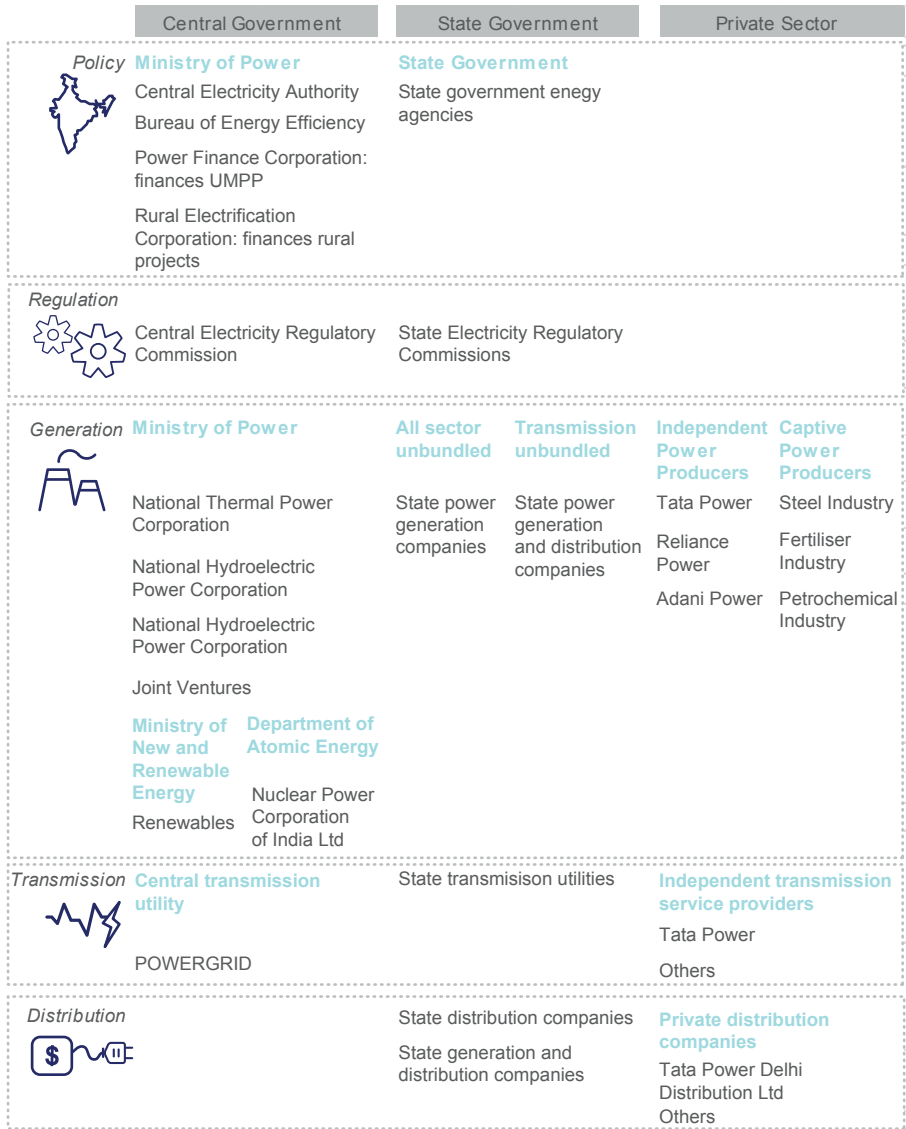 Central Government
State Government
Private Sector
Policy
Ministry of Power
Central Electricity Authority
Bureau of Energy Efficiency
Power Finance Corporation:
finances UMPP
Rural Electrification
Corporation: finances rural
projects
State Government
State government enegy
agencies
Regulation
Central Electricity Regulatory
Commission
State Electricity Regulatory
Commissions
Generation
Ministry of Power
National Thermal Power
Corporation
National Hydroelectric
Power Corporation
National Hydroelectric
Power Corporation
Joint Ventures
Ministry of
New and
Renewable
Energy
Renewables
Department of
Atomic Energy
Nuclear Power
Corporation
of India Ltd
All sector
unbundled
State power
generation
companies
Transmission
unbundled
State power
generation
and distribution
companies
Independent
Power
Producers
Tata Power
Reliance
Power
Adani Power
Captive
Power
Producers
Steel Industry
Fertiliser
Industry
Petrochemical
Industry
Transmission
Central transmission
utility
POWERGRID
State transmisison utilities
Independent transmission
service providers
Tata Power
Others
Distribution
$
State distribution companies
State generation and
distribution companies
Private distribution
companies
Tata Power Delhi
Distribution Ltd
Others